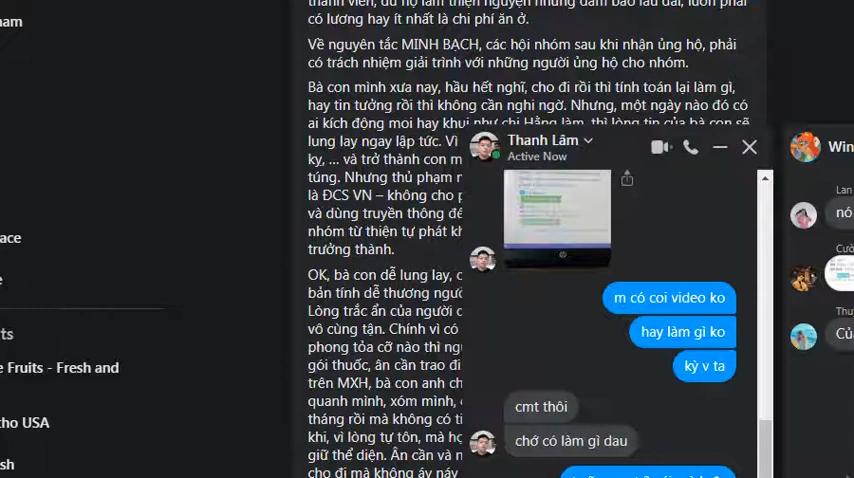 nam
thành viên, dù họ làm thiện nguyện nhưng đảm bảo lâu dài, luôn phải
có lương hay ít nhất là chi phí ăn ở.
Về nguyên tắc MINH BẠCH, các hội nhóm sau khi nhận ủng hộ, phải
có trách nhiệm giải trình với những người ủng hộ cho nhóm.
Bà con mình xưa nay, hầu hết nghĩ, cho đi rồi thì tính toán lại làm gì,
hay tin tưởng rồi thì không cần nghi ngờ. Nhưng, một ngày nào đó có
ai kích động moi hay khui như chị Hằng làm, thì lòng tin của bà con sẽ
lung lay ngay lập tức. Vì
kỵ, ... và trở thành con m
túng. Nhưng thủ phạm n
là ĐCS VN – không cho p
và dùng truyền thông để
nhóm từ thiện tự phát kh
trưởng thành.
OK, bà con dễ lung lay, c
bản tính dễ thương ngườ
Lòng trắc ẩn của người c
vô cùng tận. Chính vì có
phong tỏa cỡ nào thì ngư
gói thuốc, ân cần trao đi
trên MXH, bà con anh ch
quanh mình, xóm mình, c
tháng rồi mà không có ti
khi, vì lòng tự tôn, mà họ
giữ thể diện. Ân cần và n
cho đi mà không áy náy
ace
e
ts
e Fruits - Fresh and
tho USA
sh
Thanh Lâm
Active Now
m có coi video ko
hay làm gì ko
kỳ v ta
cmt thôi
chớ có làm gì dau
Win
Lan
nó
Cườ
Thu
Củ